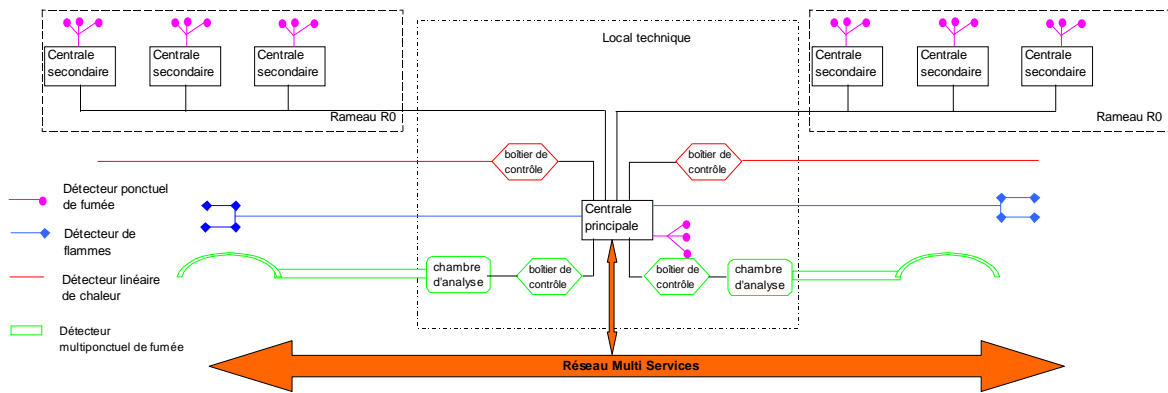 Local technique
Centrale
secondaire
Centrale
secondaire
Centrale
secondaire
Rameau R0
Centrale
secondaire
Centrale
secondaire
Centrale
secondaire
Rameau R0
boîtier de
contrôle
boîtier de
contrôle
Détecteur ponctuel
de fumée
Détecteur de
flammes
Détecteur linéaire
de chaleur
Détecteur
multiponctuel de fumée
Centrale
principale
chambre
d'analyse
boîtier de
contrôle
boîtier de
contrôle
chambre
d'analyse
Réseau Multi Services